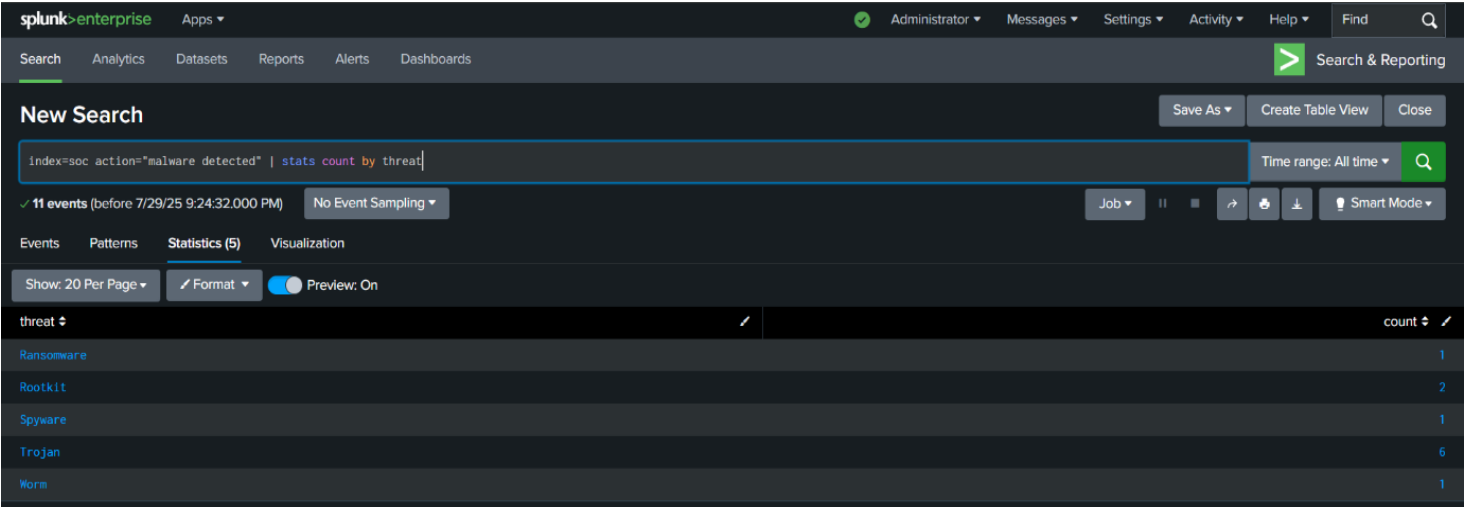 splunk>enterprise Apps Administrator Messages Settings Activity Help Find
Search Analytics Datasets Reports Alerts Dashboards Search & Reporting
New Search Save As Create Table View Close
index=soc action="malware detected" | stats count by threat Time range: All time
11 events (before 7/29/25 9:24:32.000 PM) No Event Sampling Job Smart Mode
Events Patterns Statistics (5) Visualization
Show: 20 Per Page Format Preview: On
threat count
Ransomware 1
Rootkit 2
Spyware 1
Trojan 6
Worm 1